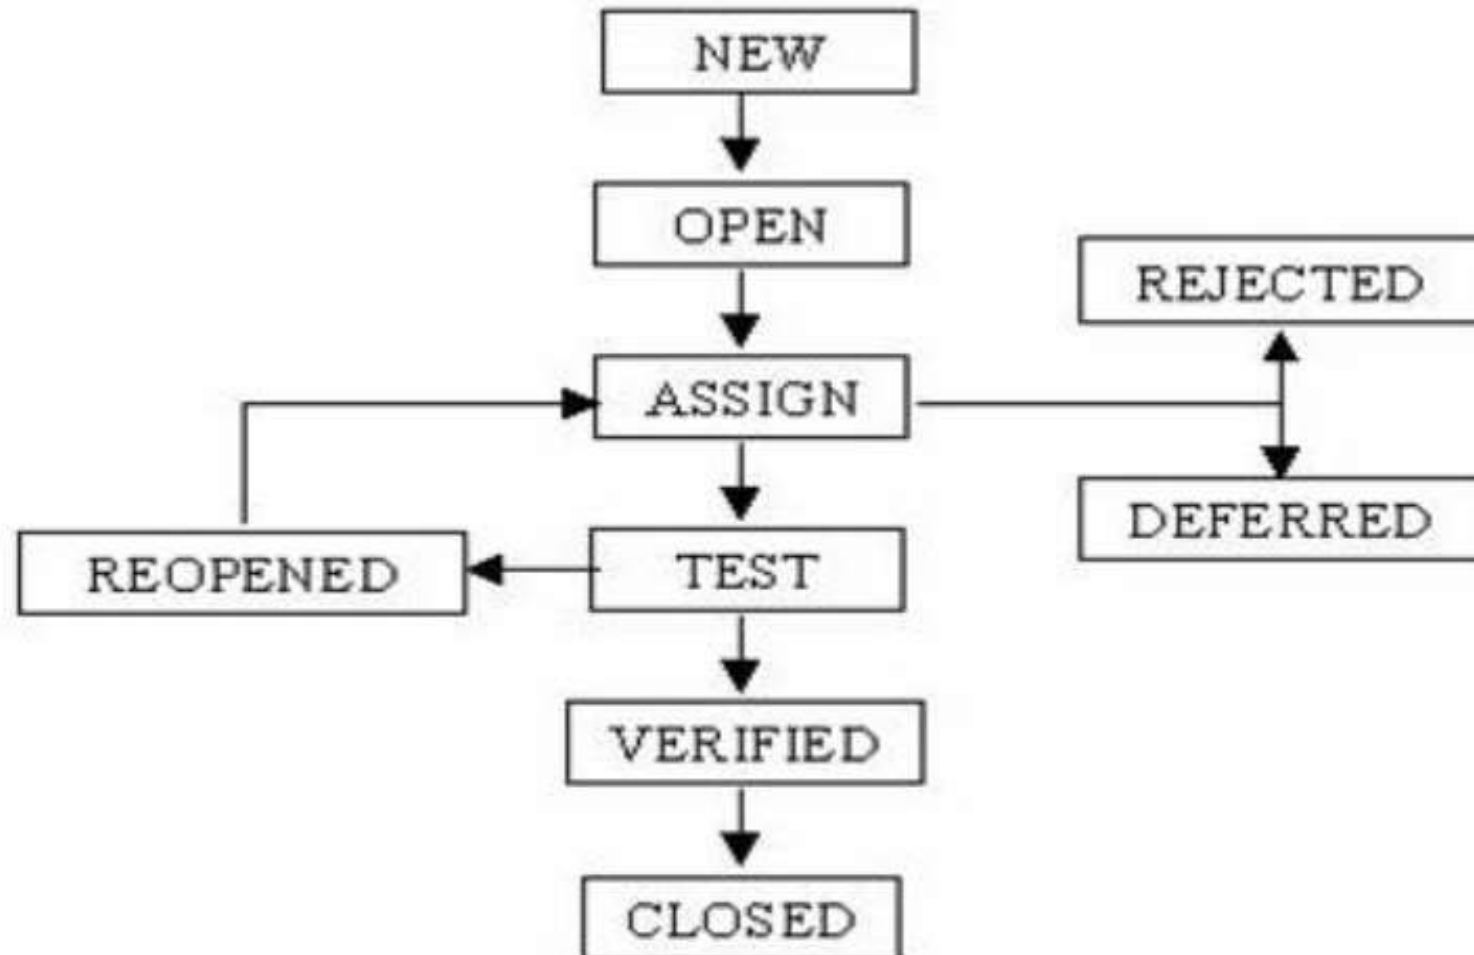 NEW
OPEN
REJECTED
ASSIGN
DEFERRED
REOPENED
TEST
VERIFIED
CLOSED